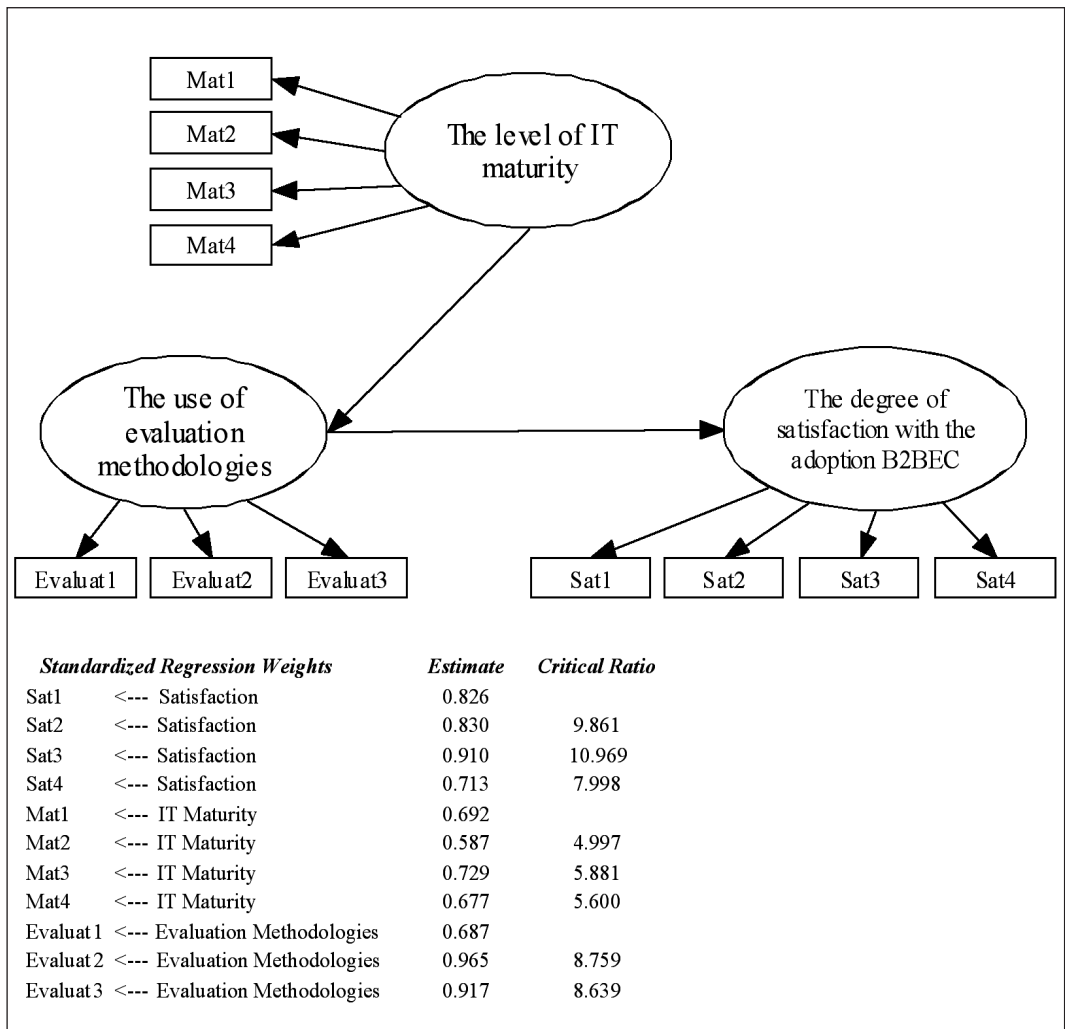 Mat1
Mat2
Mat3
Mat4
The level of IT
maturity
The use of
evaluation
methodologies
The degree of
satisfaction with the
adoption B2BEC
Evaluat1
Evaluat2
Evaluat3
Sat1
Sat2
Sat3
Sat4
Standardized Regression Weights Estimate Critical Ratio
Sat1 <--- Satisfaction 0.826
Sat2 <--- Satisfaction 0.830 9.861
Sat3 <--- Satisfaction 0.910 10.969
Sat4 <--- Satisfaction 0.713 7.998
Mat1 <--- IT Maturity 0.692
Mat2 <--- IT Maturity 0.587 4.997
Mat3 <--- IT Maturity 0.729 5.881
Mat4 <--- IT Maturity 0.677 5.600
Evaluat1 <--- Evaluation Methodologies 0.687
Evaluat2 <--- Evaluation Methodologies 0.965 8.759
Evaluat3 <--- Evaluation Methodologies 0.917 8.639